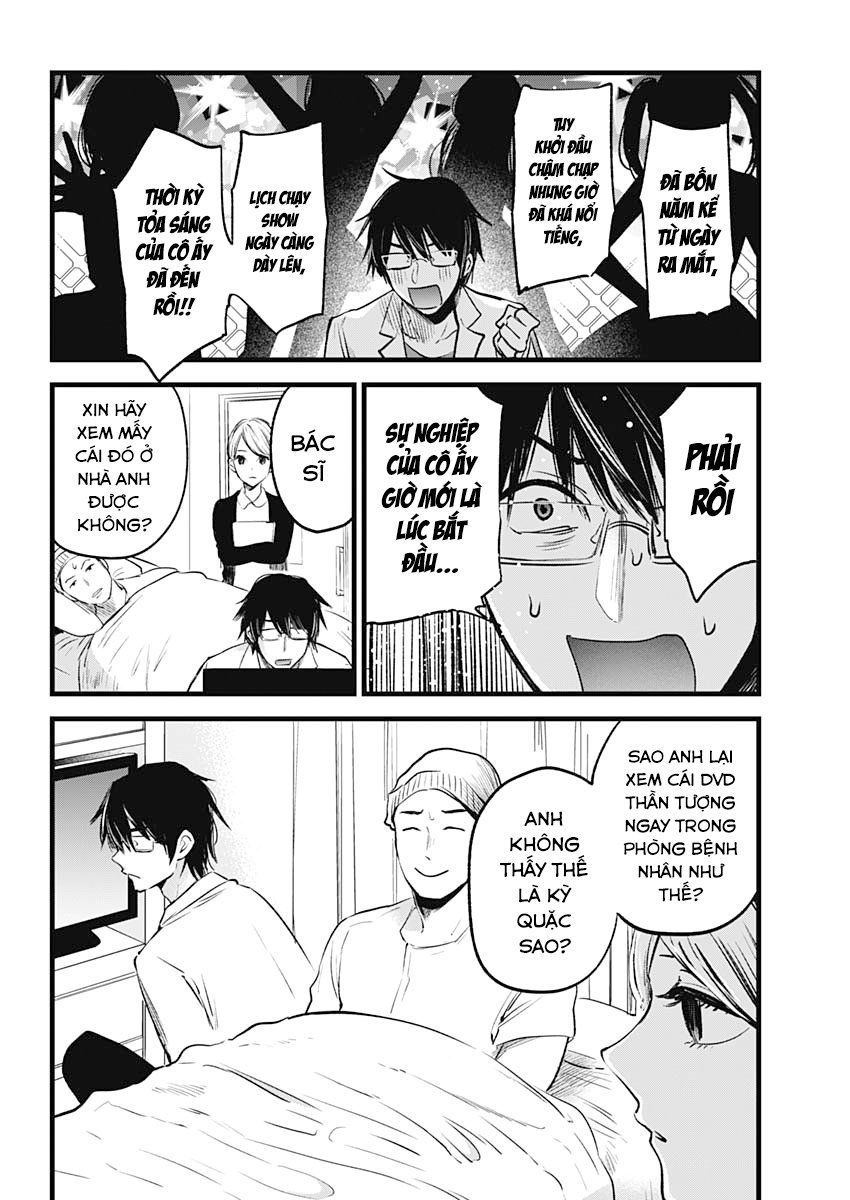 ĐÃ BỐN
NĂM KỂ
TỪ NGÀY
RA MẮT,
TUY
KHỞI ĐẦU
CHẬM CHẠP
NHƯNG GIỜ
ĐÃ KHÁ NỔI
TIẾNG,
LỊCH CHẠY
SHOW
NGÀY CÀNG
DÀY LÊN,
THỜI KỲ
TỎA SÁNG
CỦA CÔ ẤY
ĐÃ ĐẾN
RỒI!!
PHẢI
RỒI
SỰ NGHIỆP
CỦA CÔ ẤY
GIỜ MỚI LÀ
LÚC BẮT
ĐẦU...
BÁC
SĨ
XIN HÃY
XEM MẤY
CÁI ĐÓ Ở
NHÀ ANH
ĐƯỢC
KHÔNG?
SAO ANH LẠI
XEM CÁI DVD
THẦN TƯỢNG
NGAY TRONG
PHÒNG BỆNH
NHÂN NHƯ
THẾ?
ANH
KHÔNG
THẤY THẾ
LÀ KỲ
QUẶC
SAO?